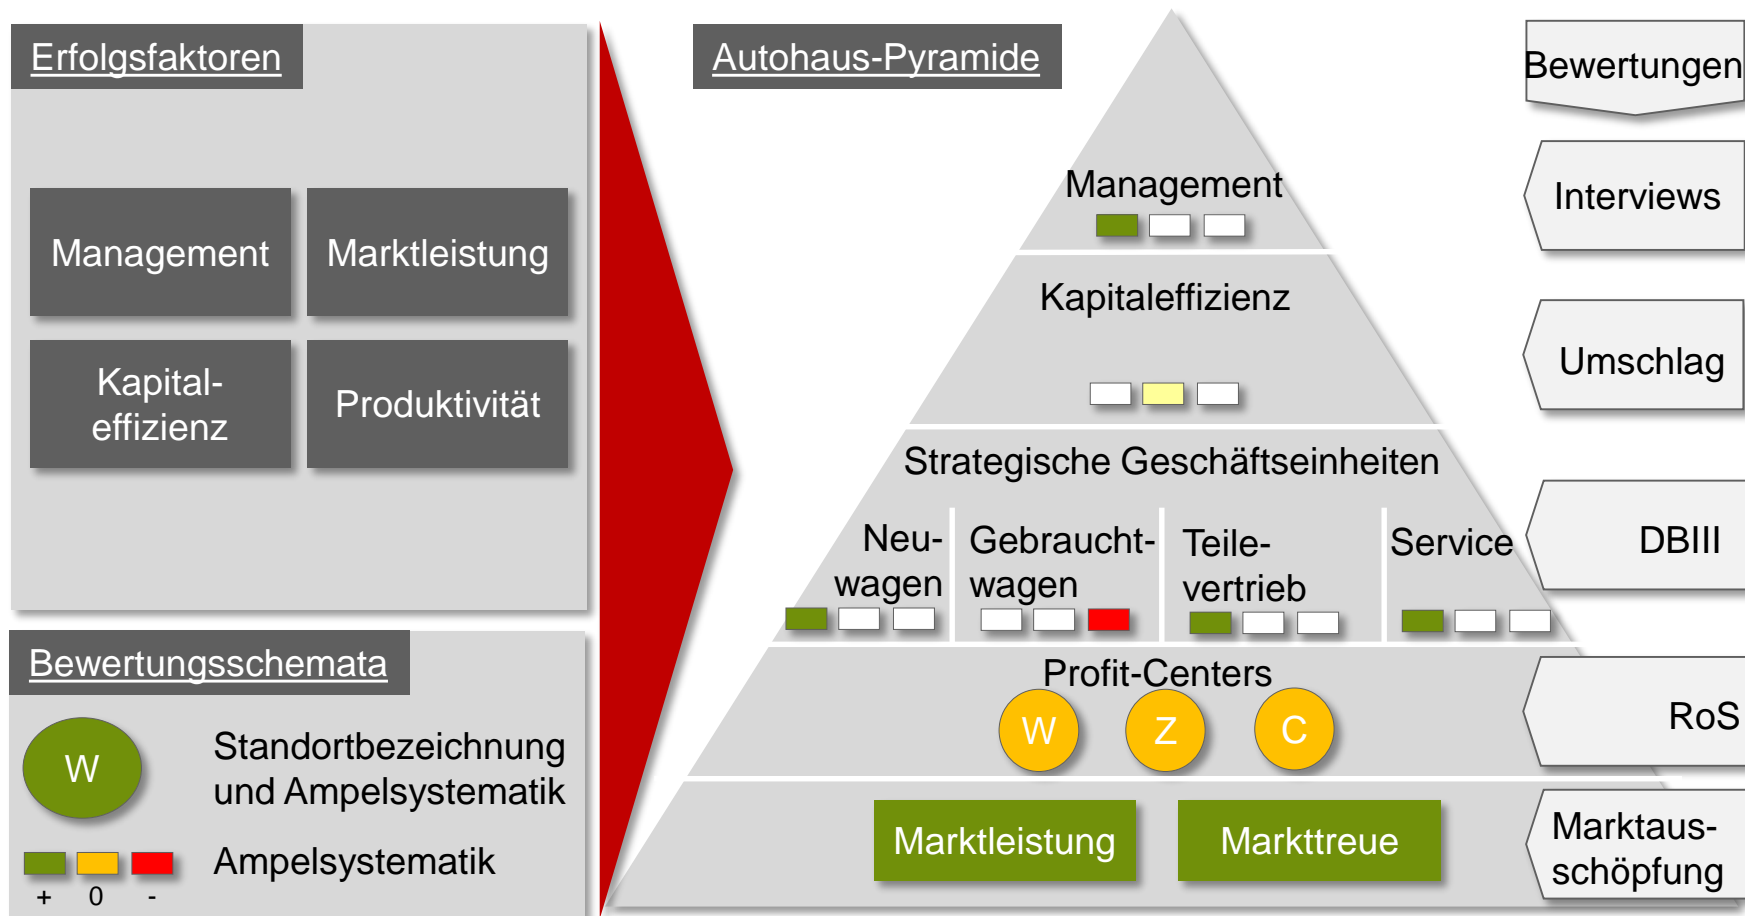 Erfolgsfaktoren
Management
Marktleistung
Kapital-
effizienz
Produktivität
Bewertungsschemata
W
Standortbezeichnung
und Ampelsystematik
Ampelsystematik
+ 0 -
Autohaus-Pyramide
Management
Kapitaleffizienz
Strategische Geschäftseinheiten
Neu-
wagen
Gebraucht-
wagen
Teile-
vertrieb
Service
Profit-Centers
W Z C
Marktleistung
Markttreue
Bewertungen
Interviews
Umschlag
DBIII
RoS
Marktaus-
schöpfung